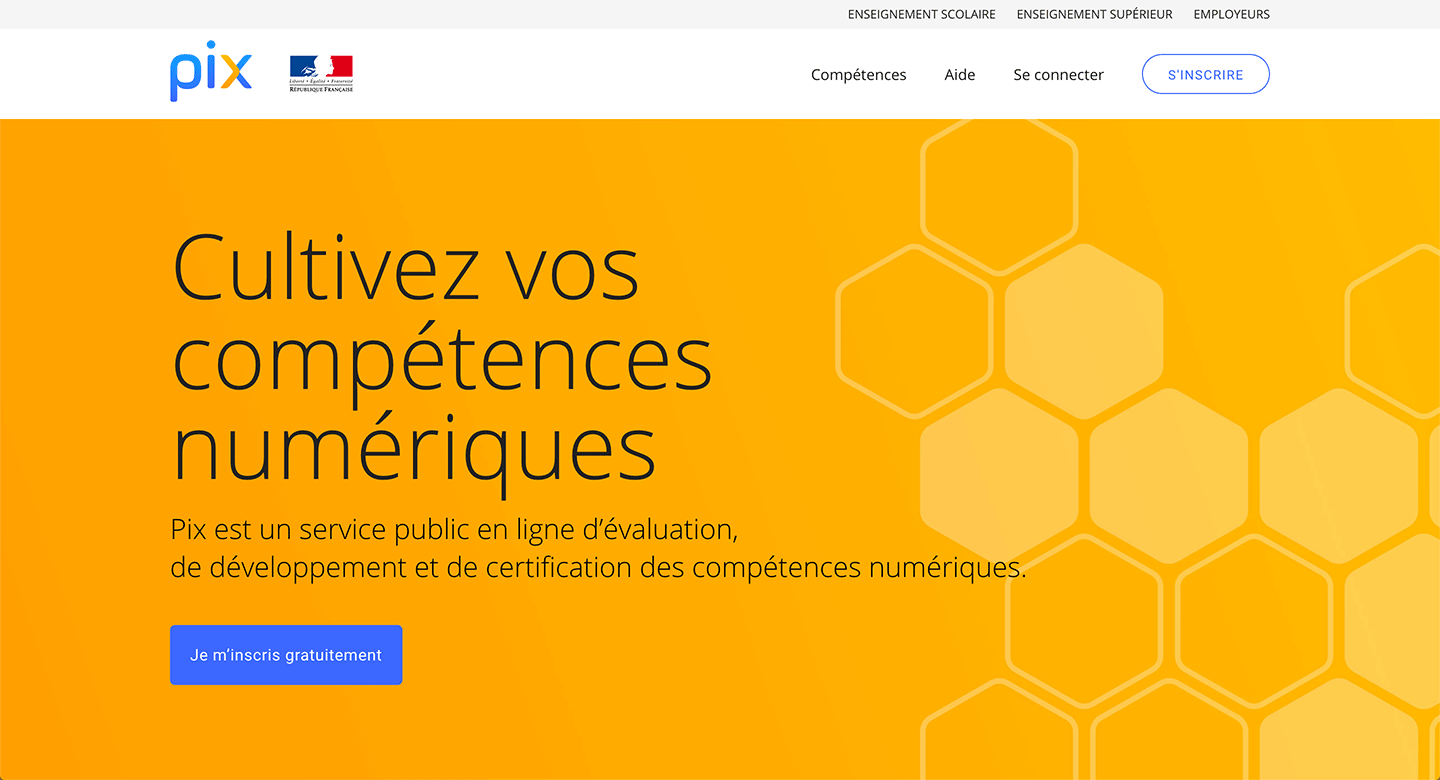 ENSEIGNEMENT SCOLAIRE ENSEIGNEMENT SUPÉRIEUR EMPLOYEURS
pix
Liberté • Égalité • Fraternité
RÉPUBLIQUE FRANÇAISE
Compétences Aide Se connecter S'INSCRIRE
Cultivez vos
compétences
numériques
Pix est un service public en ligne d’évaluation,
de développement et de certification des compétences numériques.
Je m’inscris gratuitement